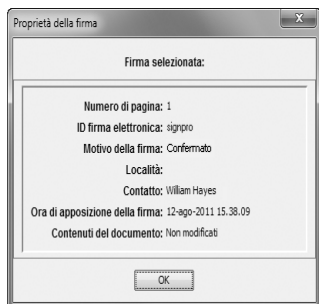 Proprietà della firma
X
Firma selezionata:
Numero di pagina: 1
ID firma elettronica: signpro
Motivo della firma: Confermato
Località:
Contatto: William Hayes
Ora di apposizione della firma: 12-ago-2011 15.38.09
Contenuti del documento: Non modificati
OK